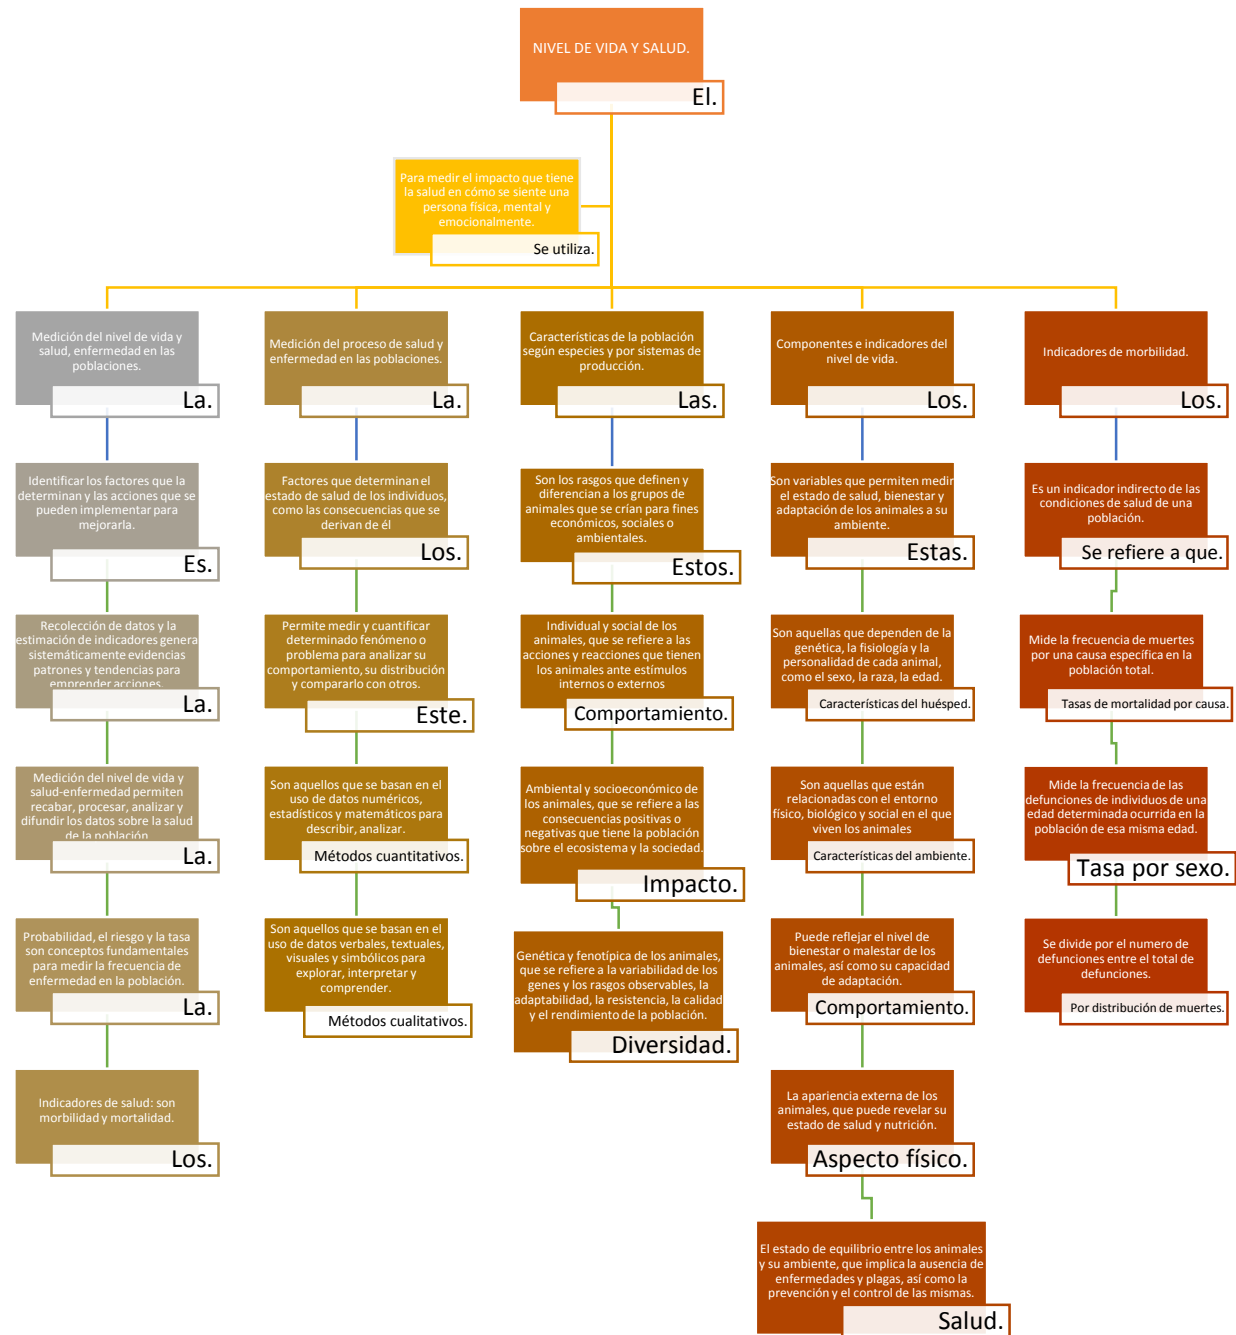 NIVEL DE VIDA Y SALUD.
El.
Para medir el impacto que tiene
la salud en cómo se siente una
persona física, mental y
emocionalmente.
Se utiliza.
Medición del nivel de vida y
salud, enfermedad en las
poblaciones.
La.
Identificar los factores que la
determinan y las acciones que se
pueden implementar para
mejorarla.
Es.
Recolección de datos y la
estimación de indicadores genera
sistemáticamente evidencias
patrones y tendencias para
emprender acciones.
La.
Medición del nivel de vida y
salud-enfermedad permiten
recabar, procesar, analizar y
difundir los datos sobre la salud
de la población.
La.
Probabilidad, el riesgo y la tasa
son conceptos fundamentales
para medir la frecuencia de
enfermedad en la población.
La.
Indicadores de salud: son
morbilidad y mortalidad.
Los.
Medición del proceso de salud y
enfermedad en las poblaciones.
La.
Factores que determinan el
estado de salud de los individuos,
como las consecuencias que se
derivan de él
Los.
Permite medir y cuantificar
determinado fenómeno o
problema para analizar su
comportamiento, su distribución
y compararlo con otros.
Este.
Son aquellos que se basan en el
uso de datos numéricos,
estadísticos y matemáticos para
describir, analizar.
Métodos cuantitativos.
Son aquellos que se basan en el
uso de datos verbales, textuales,
visuales y simbólicos para
explorar, interpretar y
comprender.
Métodos cualitativos.
Características de la población
según especies y por sistemas de
producción.
Las.
Son los rasgos que definen y
diferencian a los grupos de
animales que se crían para fines
económicos, sociales o
ambientales.
Estos.
Individual y social de los
animales, que se refiere a las
acciones y reacciones que tienen
los animales ante estímulos
internos o externos
Comportamiento.
Ambiental y socioeconómico de
los animales, que se refiere a las
consecuencias positivas o
negativas que tiene la población
sobre el ecosistema y la sociedad.
Impacto.
Genética y fenotípica de los animales,
que se refiere a la variabilidad de los
genes y los rasgos observables, la
adaptabilidad, la resistencia, la calidad
y el rendimiento de la población.
Diversidad.
Componentes e indicadores del
nivel de vida.
Los.
Son variables que permiten medir
el estado de salud, bienestar y
adaptación de los animales a su
ambiente.
Estas.
Son aquellas que dependen de la
genética, la fisiología y la
personalidad de cada animal,
como el sexo, la raza, la edad.
Características del huésped.
Son aquellas que están
relacionadas con el entorno
físico, biológico y social en el que
viven los animales
Características del ambiente.
Puede reflejar el nivel de
bienestar o malestar de los
animales, así como su capacidad
de adaptación.
Comportamiento.
La apariencia externa de los
animales, que puede revelar su
estado de salud y nutrición.
Aspecto físico.
El estado de equilibrio entre los animales
y su ambiente, que implica la ausencia de
enfermedades y plagas, así como la
prevención y el control de las mismas.
Salud.
Indicadores de morbilidad.
Los.
Es un indicador indirecto de las
condiciones de salud de una
población.
Se refiere a que.
Mide la frecuencia de muertes
por una causa específica en la
población total.
Tasas de mortalidad por causa.
Mide la frecuencia de las
defunciones de individuos de una
edad determinada ocurrida en la
población de esa misma edad.
Tasa por sexo.
Se divide por el numero de
defunciones entre el total de
defunciones.
Por distribución de muertes.